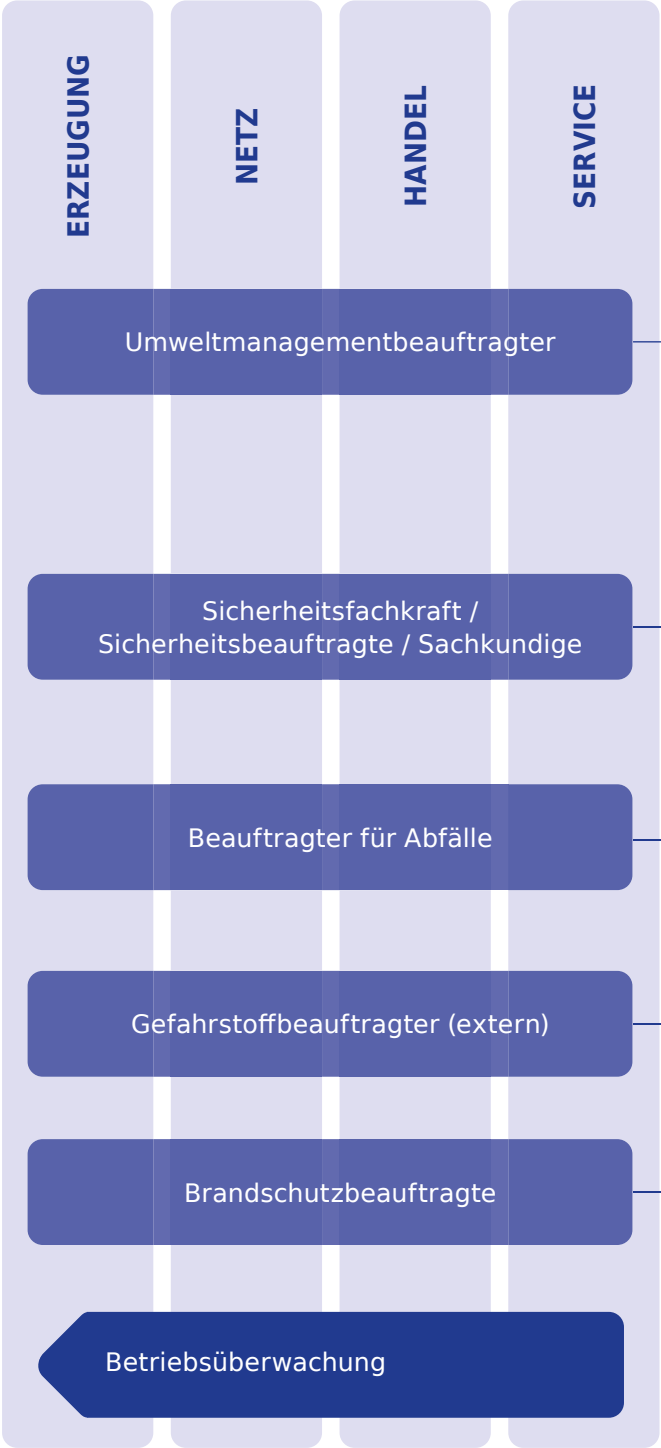 ERZEUGUNG
NETZ
HANDEL
SERVICE
Umweltmanagementbeauftragter
Sicherheitsfachkraft /
Sicherheitsbeauftragte / Sachkundige
Beauftragter für Abfälle
Gefahrstoffbeauftragter (extern)
Brandschutzbeauftragte
Betriebsüberwachung